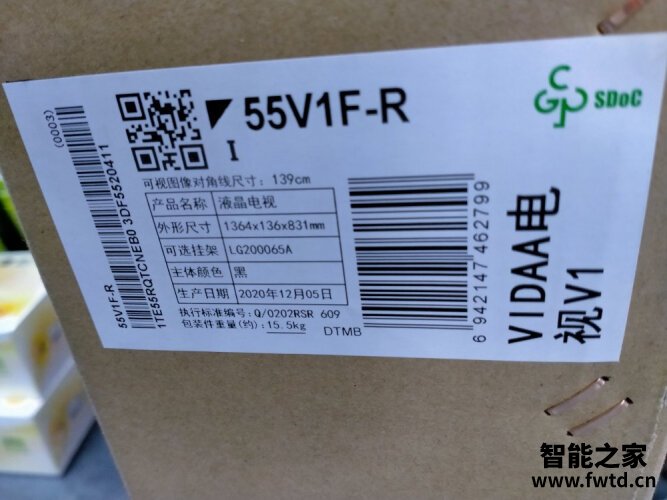 55V1F-R
I
CGP SDoC
可视图像对角线尺寸: 139cm
产品名称 液晶电视
外形尺寸 1364x136x831mm
可选挂架 LG200065A
主体颜色 黑
生产日期 2020年12月05日
执行标准编号: Q/0202RSR 609
包装件重量(约): 15.5kg
DTMB
6 942147 462799
VIDAA电
视V1
(0003)
55V1F-R
1TE55RQTCNEB0 3DF5520411
智能之家
www.fwtd.cn